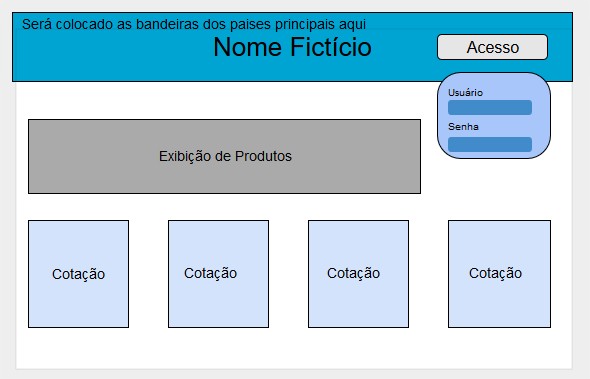 Será colocado as bandeiras dos paises principais aqui
Nome Fictício
Acesso
Usuário
Senha
Exibição de Produtos
Cotação
Cotação
Cotação
Cotação